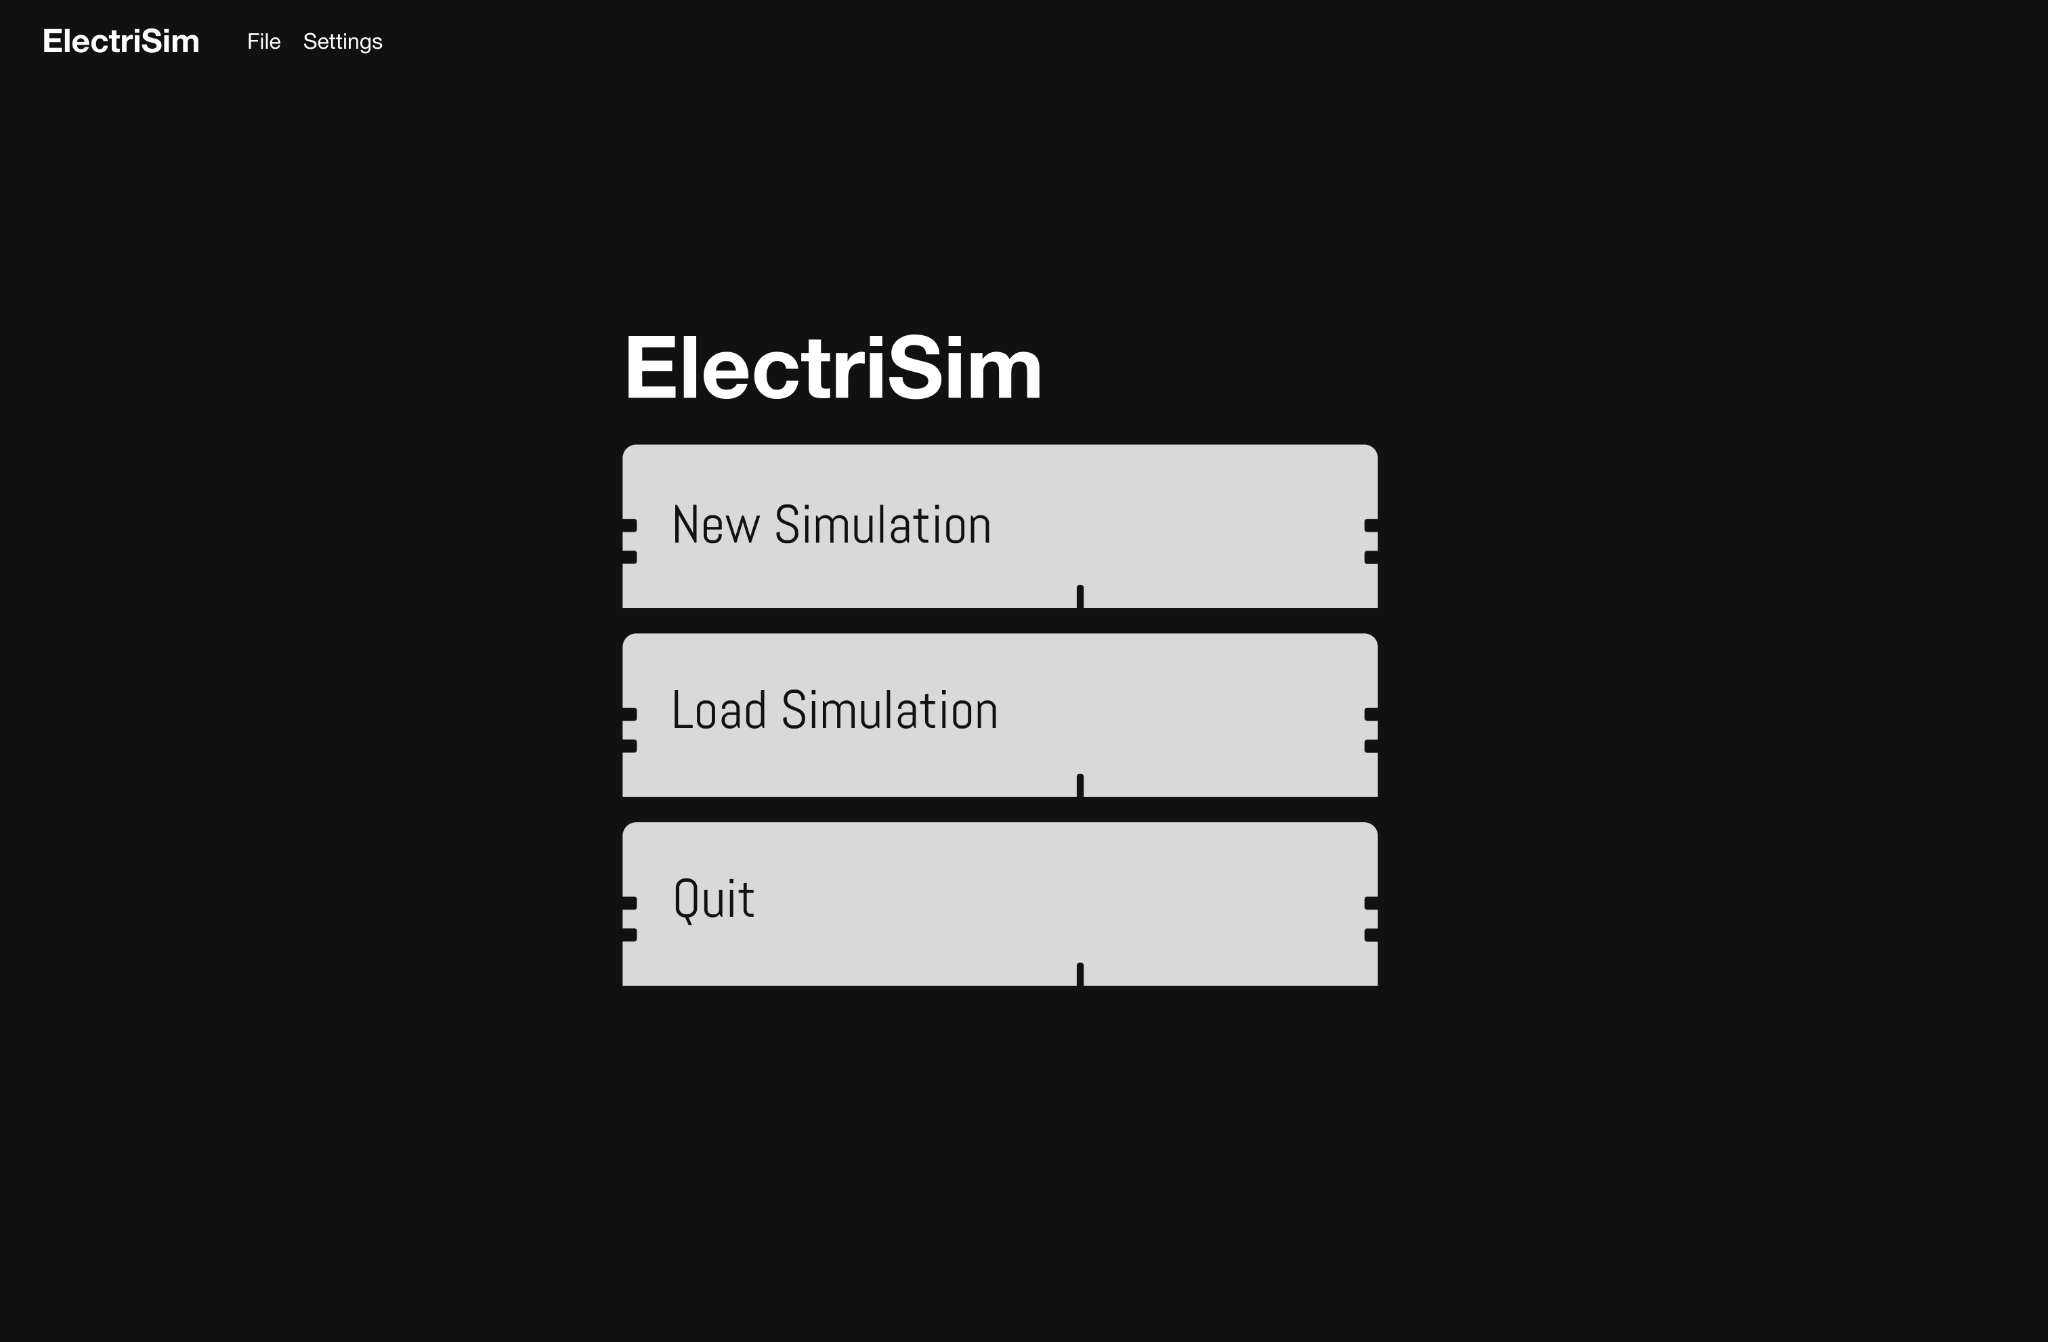 ElectriSim File Settings
ElectriSim
New Simulation
Load Simulation
Quit